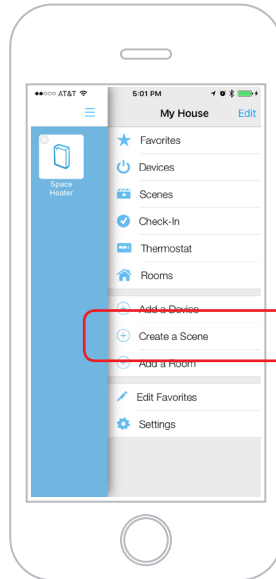 ●●○○○ AT&T 5:01 PM
My House Edit
Space
Heater
Favorites
Devices
Scenes
Check-In
Thermostat
Rooms
Add a Device
Create a Scene
Add a Room
Edit Favorites
Settings